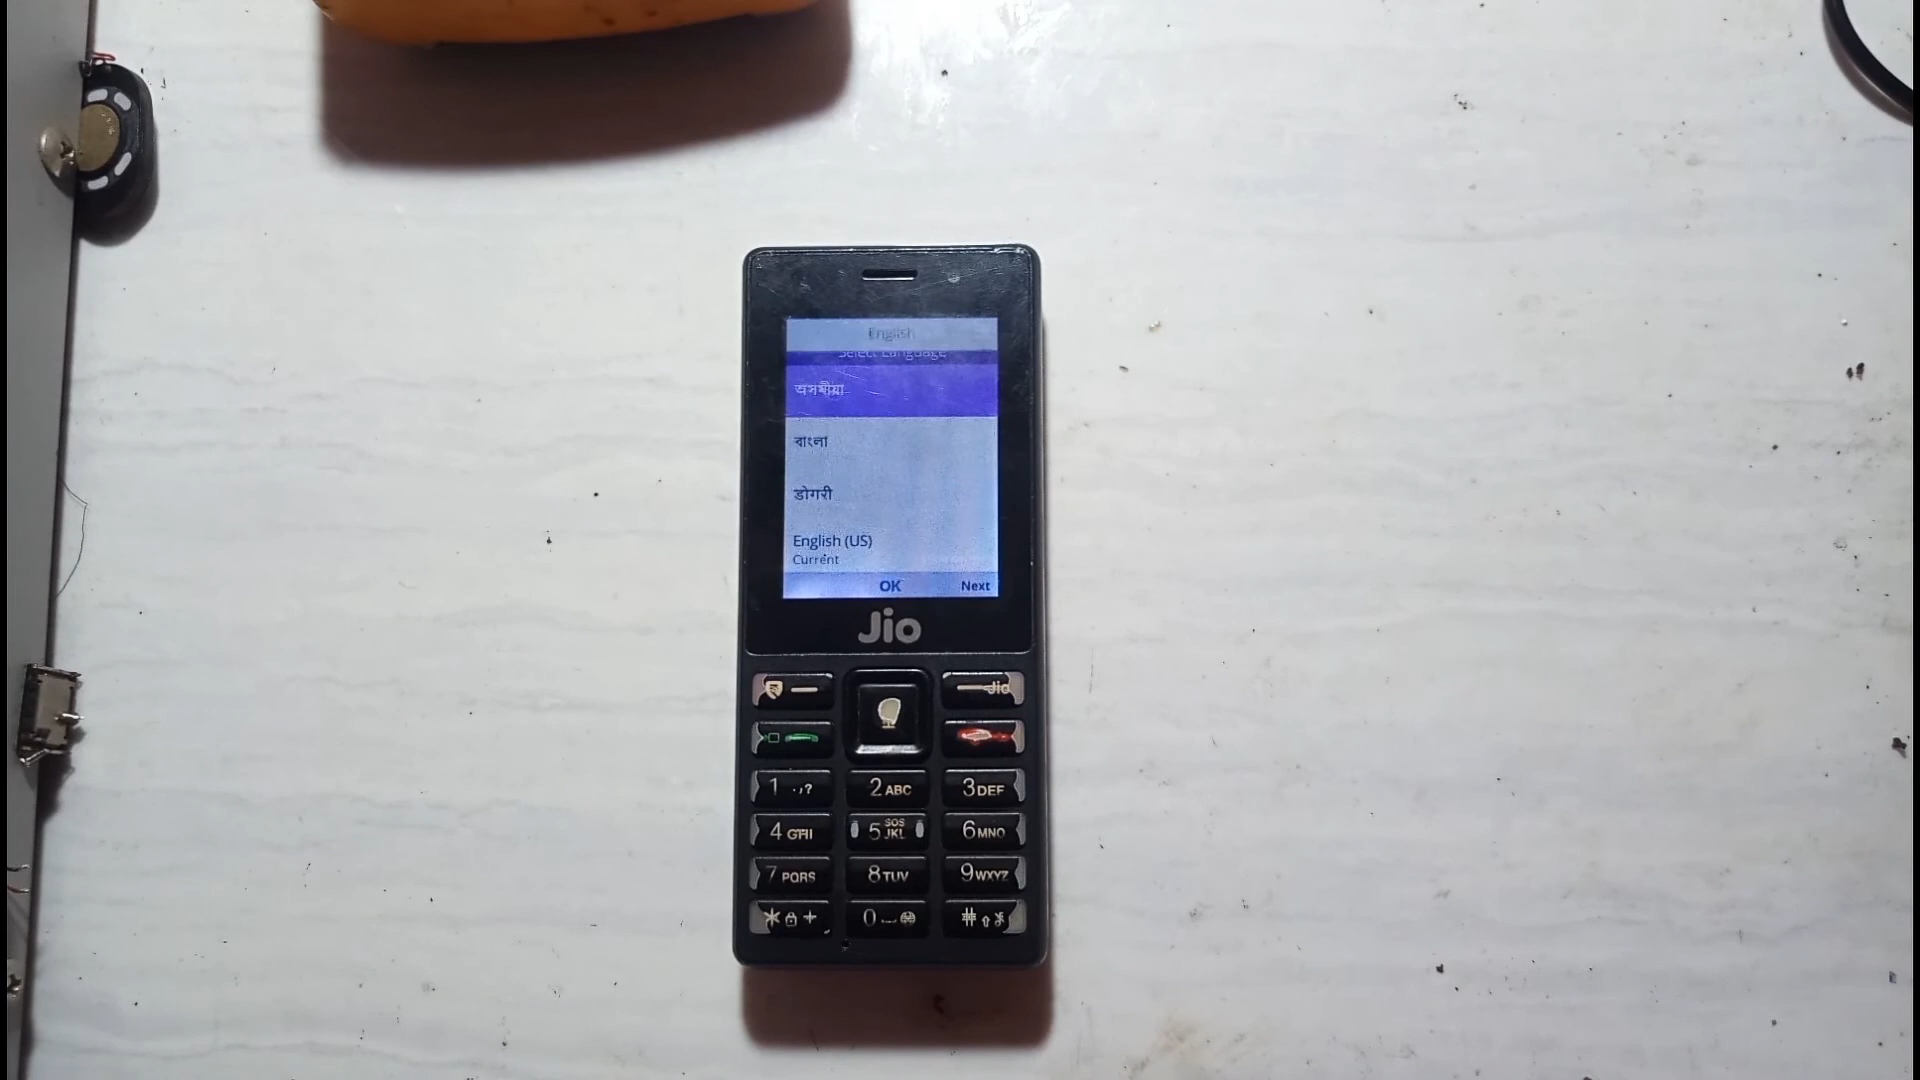 English
Select Language
অসমীয়া
বাংলা
डोगरी
English (US)
Current
OK Next
Jio
Jio
1 .,?
2 ABC
3 DEF
4 GHI
5 SOS JKL
6 MNO
7 PQRS
8 TUV
9 WXYZ
* +
0
#